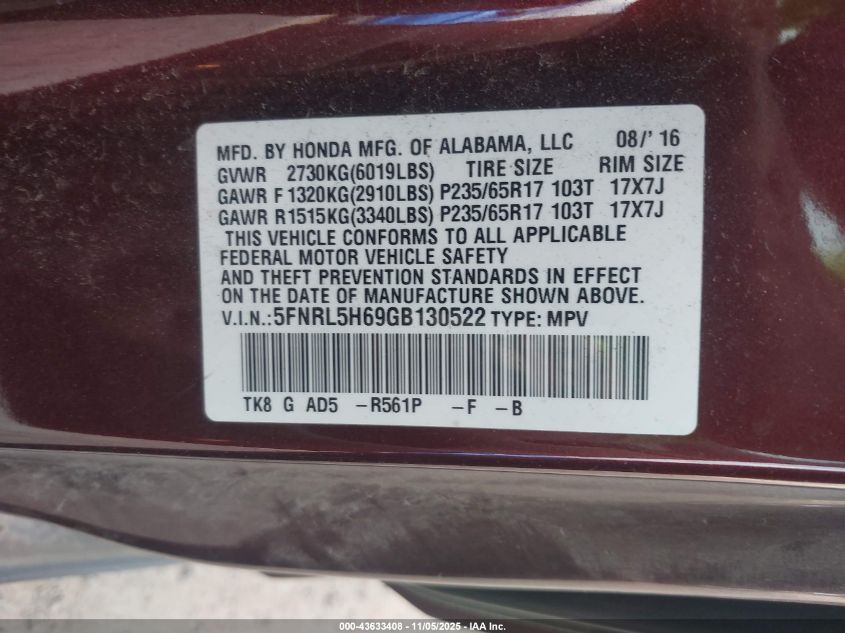 MFD. BY HONDA MFG. OF ALABAMA, LLC 08/' 16
GVWR 2730KG(6019LBS) TIRE SIZE RIM SIZE
GAWR F 1320KG(2910LBS) P235/65R17 103T 17X7J
GAWR R1515KG(3340LBS) P235/65R17 103T 17X7J
THIS VEHICLE CONFORMS TO ALL APPLICABLE
FEDERAL MOTOR VEHICLE SAFETY
AND THEFT PREVENTION STANDARDS IN EFFECT
ON THE DATE OF MANUFACTURE SHOWN ABOVE.
V.I.N.:5FNRL5H69GB130522 TYPE: MPV
TK8 G AD5 -R561P -F -B
000-43633408 - 11/05/2025 - IAA Inc.